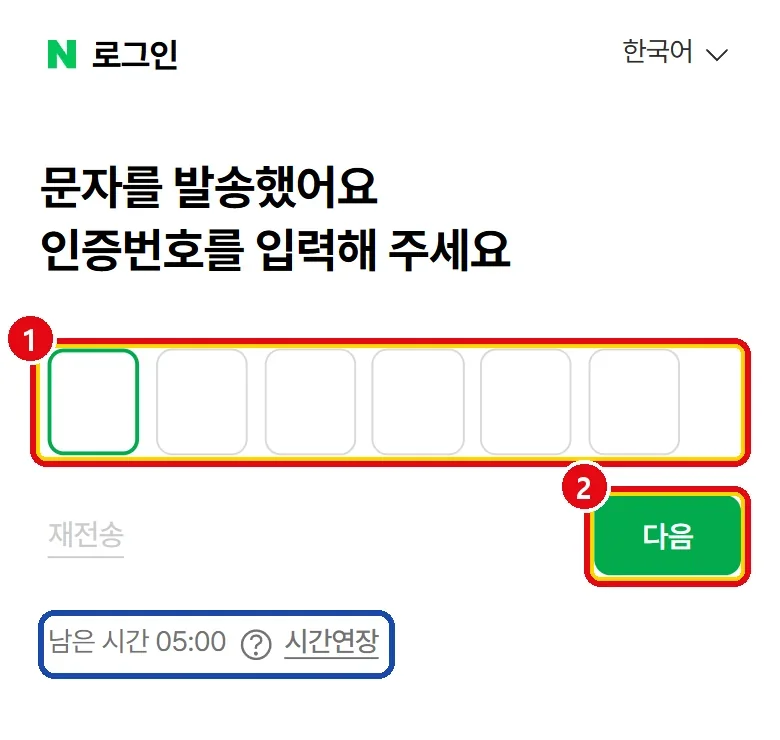 N 로그인
한국어
문자를 발송했어요
인증번호를 입력해 주세요
1
2
재전송
다음
남은 시간 05:00 ? 시간연장